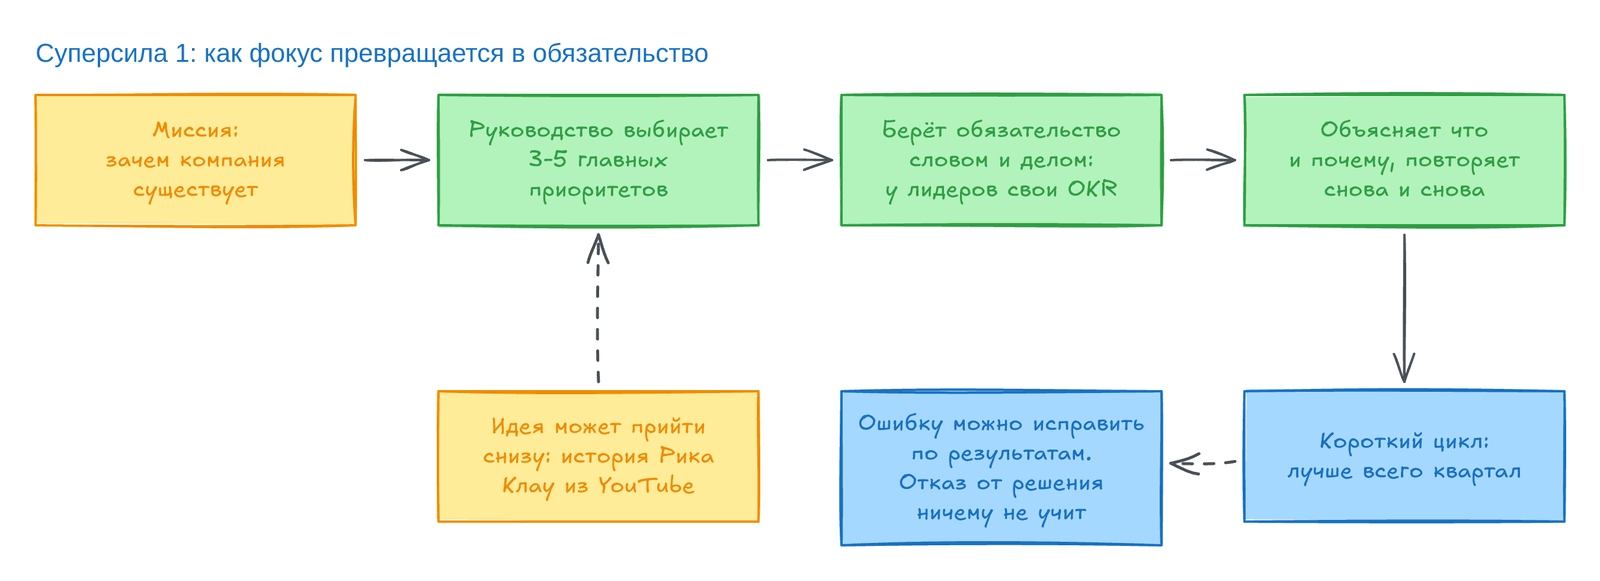 Суперсила 1: как фокус превращается в обязательство
Миссия:
зачем компания
существует
Руководство выбирает
3-5 главных
приоритетов
Берёт обязательство
словом и делом:
у лидеров свои OKR
Объясняет что
и почему, повторяет
снова и снова
Идея может прийти
снизу: история Рика
Клау из YouTube
Ошибку можно исправить
по результатам.
Отказ от решения
ничему не учит
Короткий цикл:
лучше всего квартал